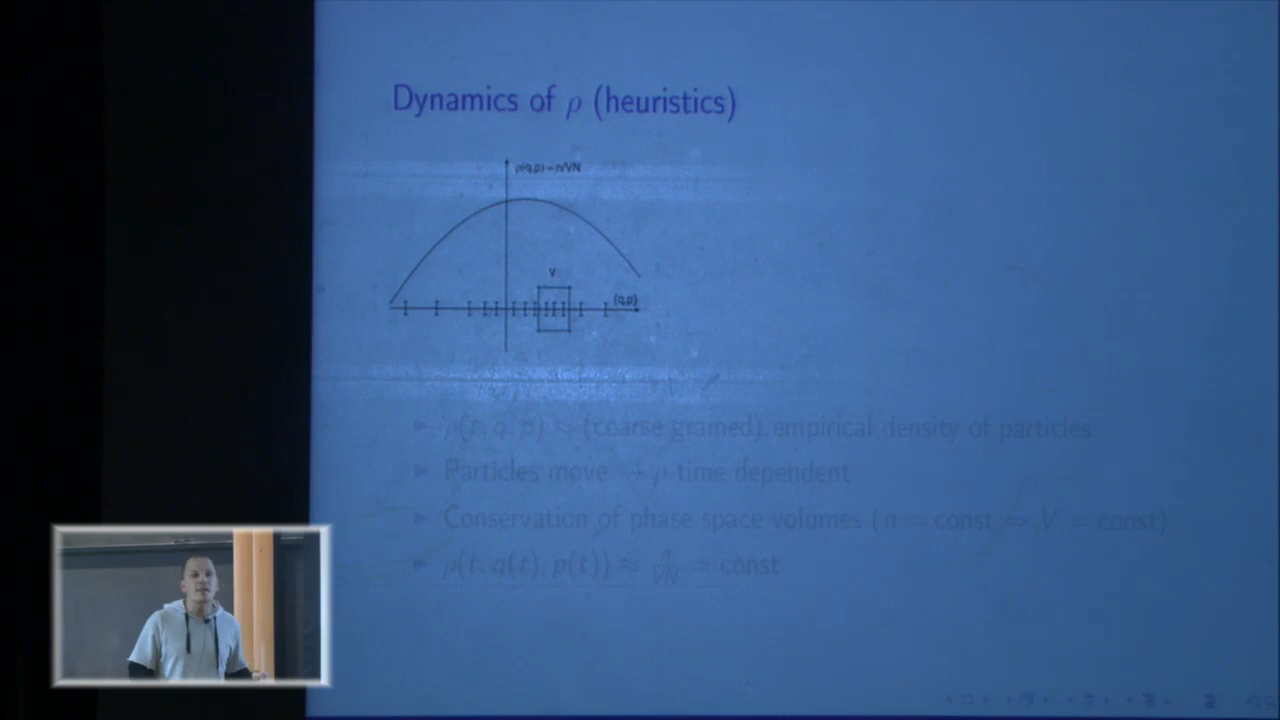 Dynamics of ρ (heuristics)
ρ(q,p)≈n/VN
V
(q,p)
ρ(t, q, p) ≈ (coarse grained) empirical density of particles
Particles move → ρ time dependent
Conservation of phase space volumes (n = const ⇒ V = const)
ρ(t, q(t), p(t)) ≈ n/VN = const